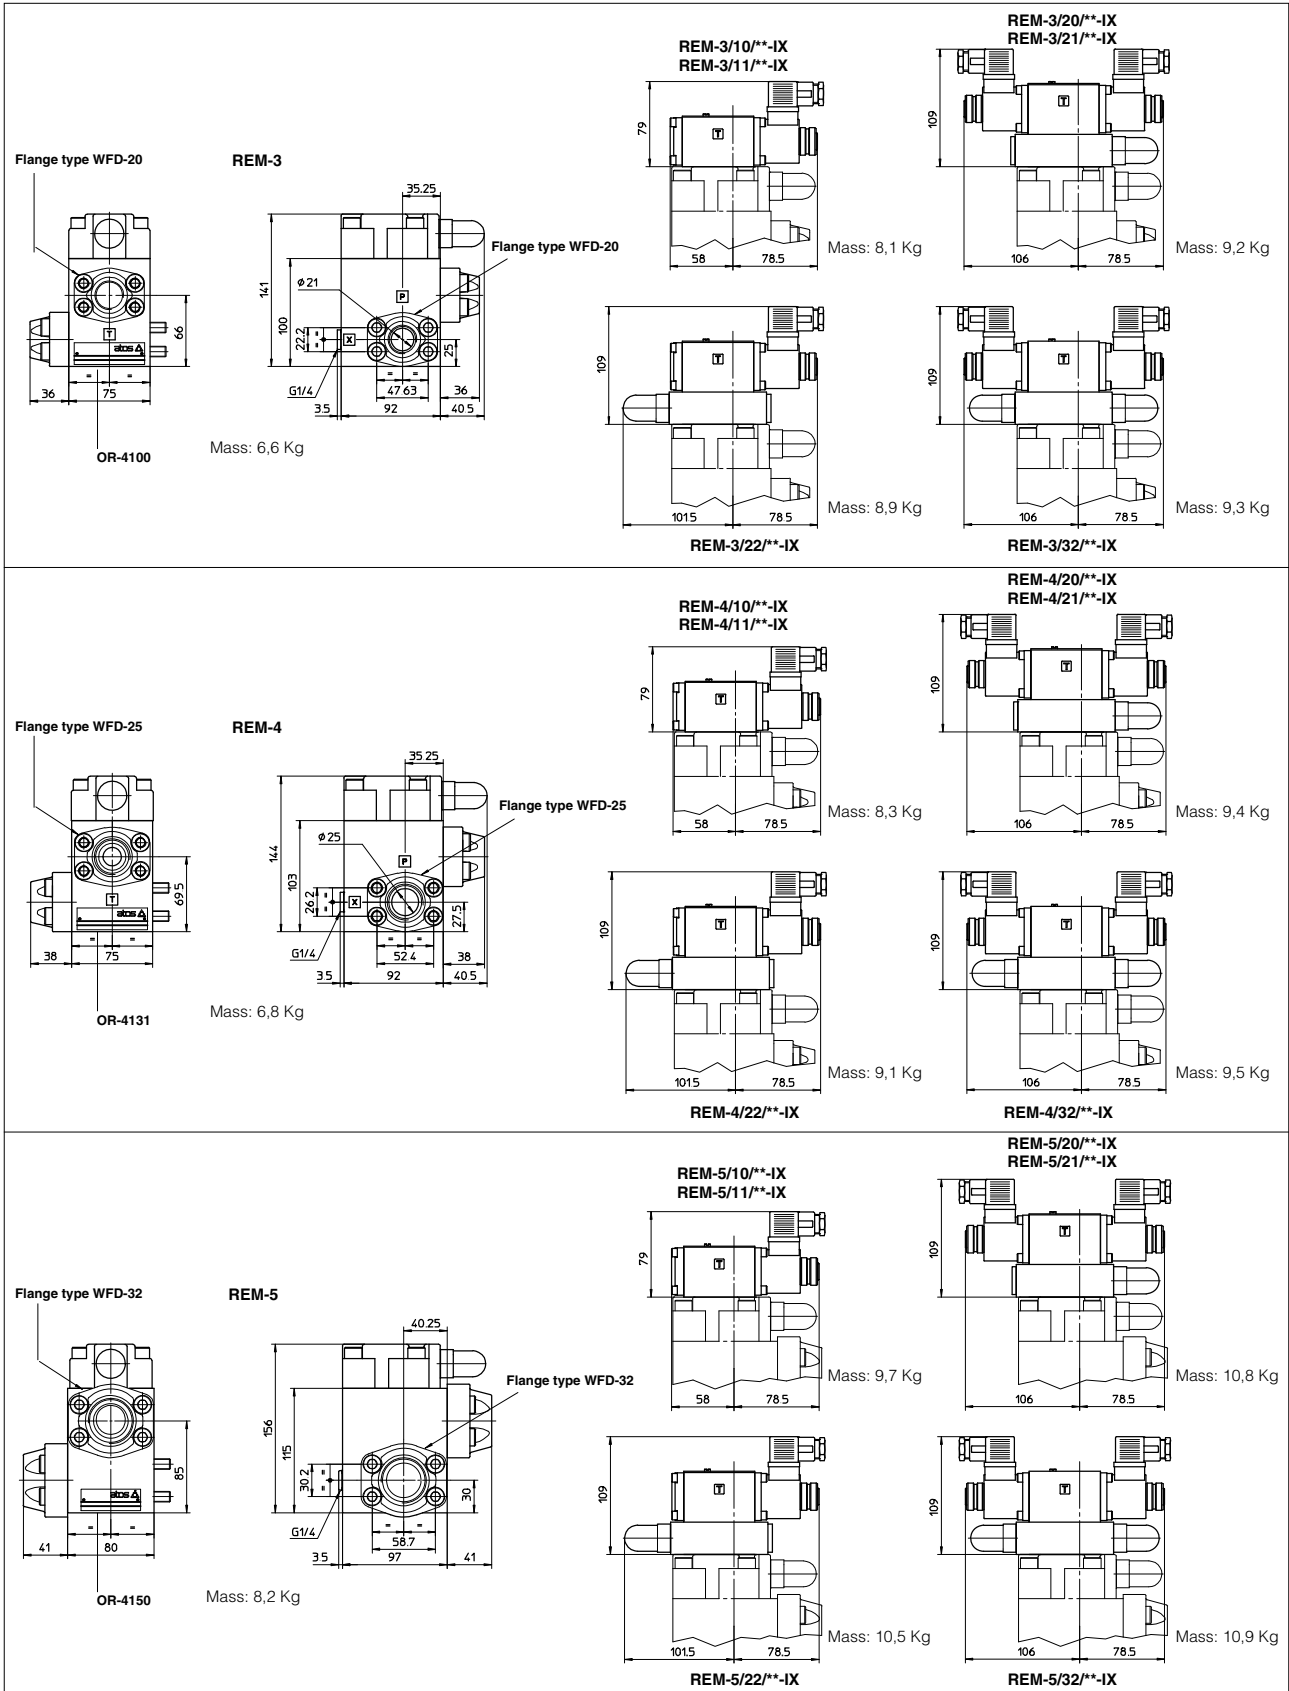 REM-3/10/**-IX
REM-3/11/**-IX
REM-3/20/**-IX
REM-3/21/**-IX
Flange type WFD-20
REM-3
35.25
Flange type WFD-20
141
100
22.2
=
=
ø 21
P
X
25
G1/4
3.5
=
=
47 63
92
36
40 5
T
atos
66
=
=
36
75
OR-4100
Mass: 6,6 Kg
79
T
58
78.5
Mass: 8,1 Kg
109
T
106
78 5
Mass: 9,2 Kg
109
T
101.5
78 5
Mass: 8,9 Kg
REM-3/22/**-IX
109
T
106
78.5
Mass: 9,3 Kg
REM-3/32/**-IX
REM-4/10/**-IX
REM-4/11/**-IX
REM-4/20/**-IX
REM-4/21/**-IX
Flange type WFD-25
REM-4
35 25
Flange type WFD-25
144
103
26.2
=
=
ø 25
P
X
27.5
G1/4
3.5
=
=
52 4
92
38
40 5
T
atos
69.5
=
=
38
75
OR-4131
Mass: 6,8 Kg
79
T
58
78.5
Mass: 8,3 Kg
109
T
106
78 5
Mass: 9,4 Kg
109
T
101.5
78.5
Mass: 9,1 Kg
REM-4/22/**-IX
109
T
106
78.5
Mass: 9,5 Kg
REM-4/32/**-IX
REM-5/10/**-IX
REM-5/11/**-IX
REM-5/20/**-IX
REM-5/21/**-IX
Flange type WFD-32
REM-5
40.25
Flange type WFD-32
156
115
30.2
=
=
30
G1/4
3.5
=
=
58.7
97
41
atos
85
=
=
41
80
OR-4150
Mass: 8,2 Kg
79
T
58
78.5
Mass: 9,7 Kg
109
T
106
78.5
Mass: 10,8 Kg
109
T
101.5
78.5
Mass: 10,5 Kg
REM-5/22/**-IX
109
T
106
78.5
Mass: 10,9 Kg
REM-5/32/**-IX